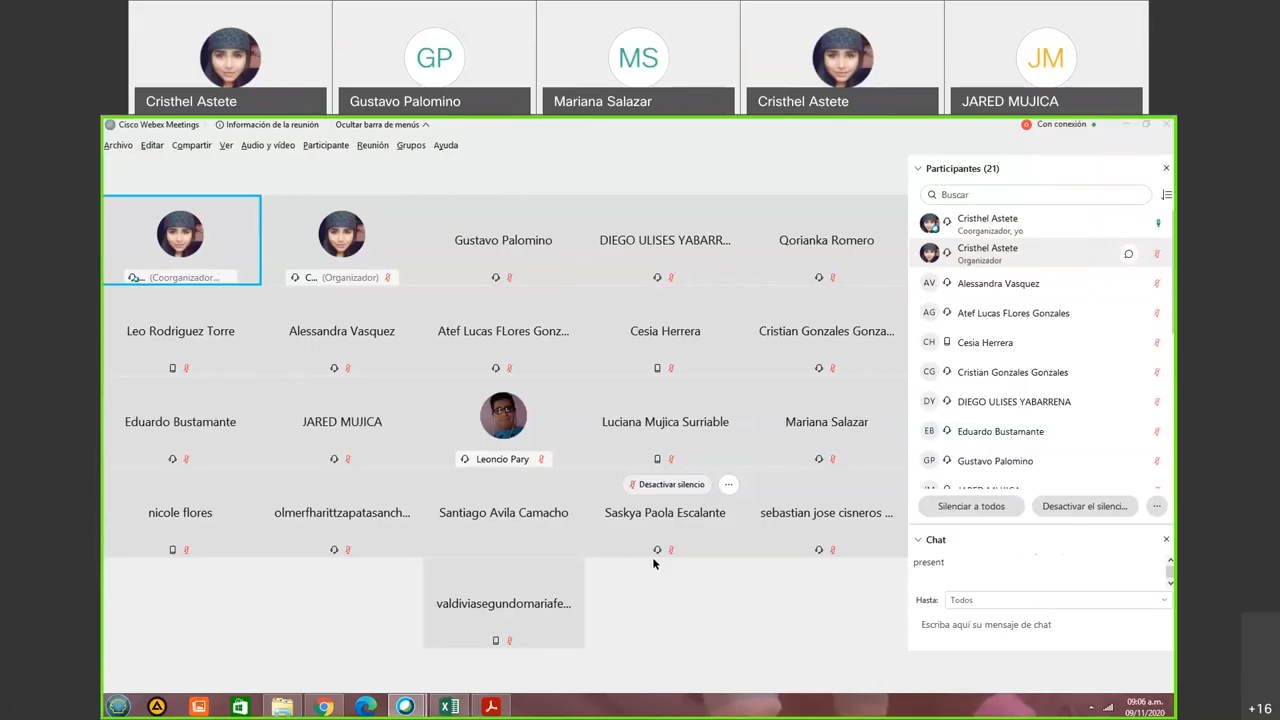 GP
MS
JM
Cristhel Astete
Gustavo Palomino
Mariana Salazar
Cristhel Astete
JARED MUJICA
Cisco Webex Meetings
Información de la reunión
Ocultar barra de menús
Con conexión
Archivo Editar Compartir Ver Audio y vídeo Participante Reunión Grupos Ayuda
(Coorganizador...
C... (Organizador)
Gustavo Palomino
DIEGO ULISES YABARR...
Qorianka Romero
Leo Rodriguez Torre
Alessandra Vasquez
Atef Lucas FLores Gonz...
Cesia Herrera
Cristian Gonzales Gonza...
Eduardo Bustamante
JARED MUJICA
Leoncio Pary
Luciana Mujica Surriable
Mariana Salazar
Desactivar silencio
nicole flores
olmerfharittzapatasanch...
Santiago Avila Camacho
Saskya Paola Escalante
sebastian jose cisneros ...
valdiviasegundomariafe...
Participantes (21)
Buscar
Cristhel Astete
Coorganizador, yo
Cristhel Astete
Organizador
AV Alessandra Vasquez
AG Atef Lucas FLores Gonzales
CH Cesia Herrera
CG Cristian Gonzales Gonzales
DY DIEGO ULISES YABARRENA
EB Eduardo Bustamante
GP Gustavo Palomino
JM JARED MUJICA
Silenciar a todos
Desactivar el silenci...
Chat
present
Hasta: Todos
Escriba aquí su mensaje de chat
09:06 a.m.
09/11/2020
+16